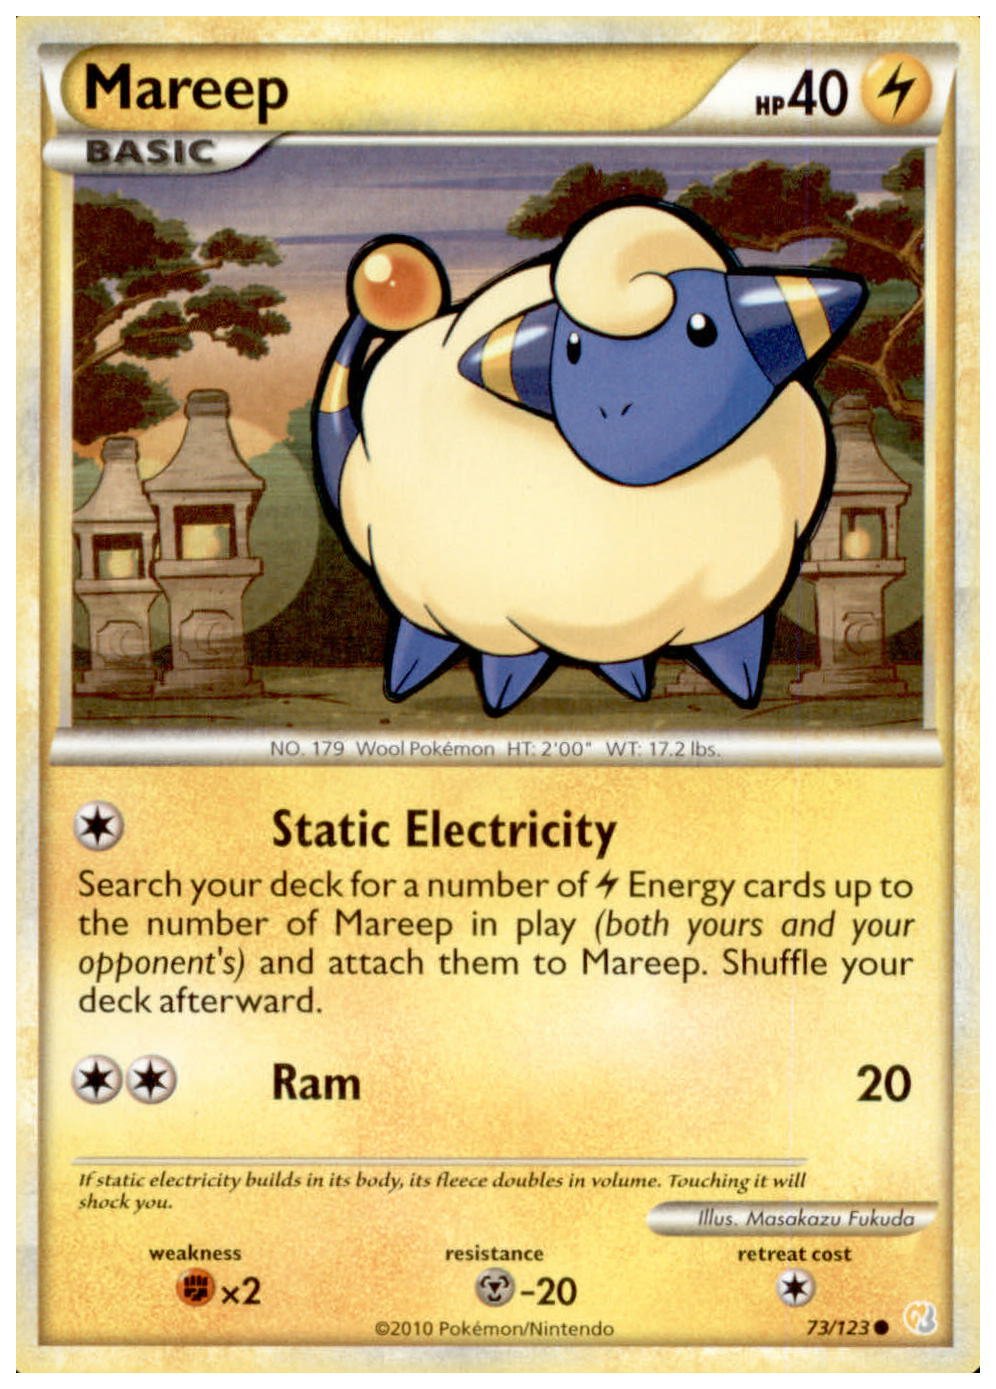 Mareep
HP40
BASIC
NO. 179 Wool Pokémon HT: 2'00" WT: 17.2 lbs.
Static Electricity
Search your deck for a number of Energy cards up to
the number of Mareep in play (both yours and your
opponent's) and attach them to Mareep. Shuffle your
deck afterward.
Ram 20
If static electricity builds in its body, its fleece doubles in volume. Touching it will
shock you.
Illus. Masakazu Fukuda
weakness resistance retreat cost
×2 -20
©2010 Pokémon/Nintendo 73/123